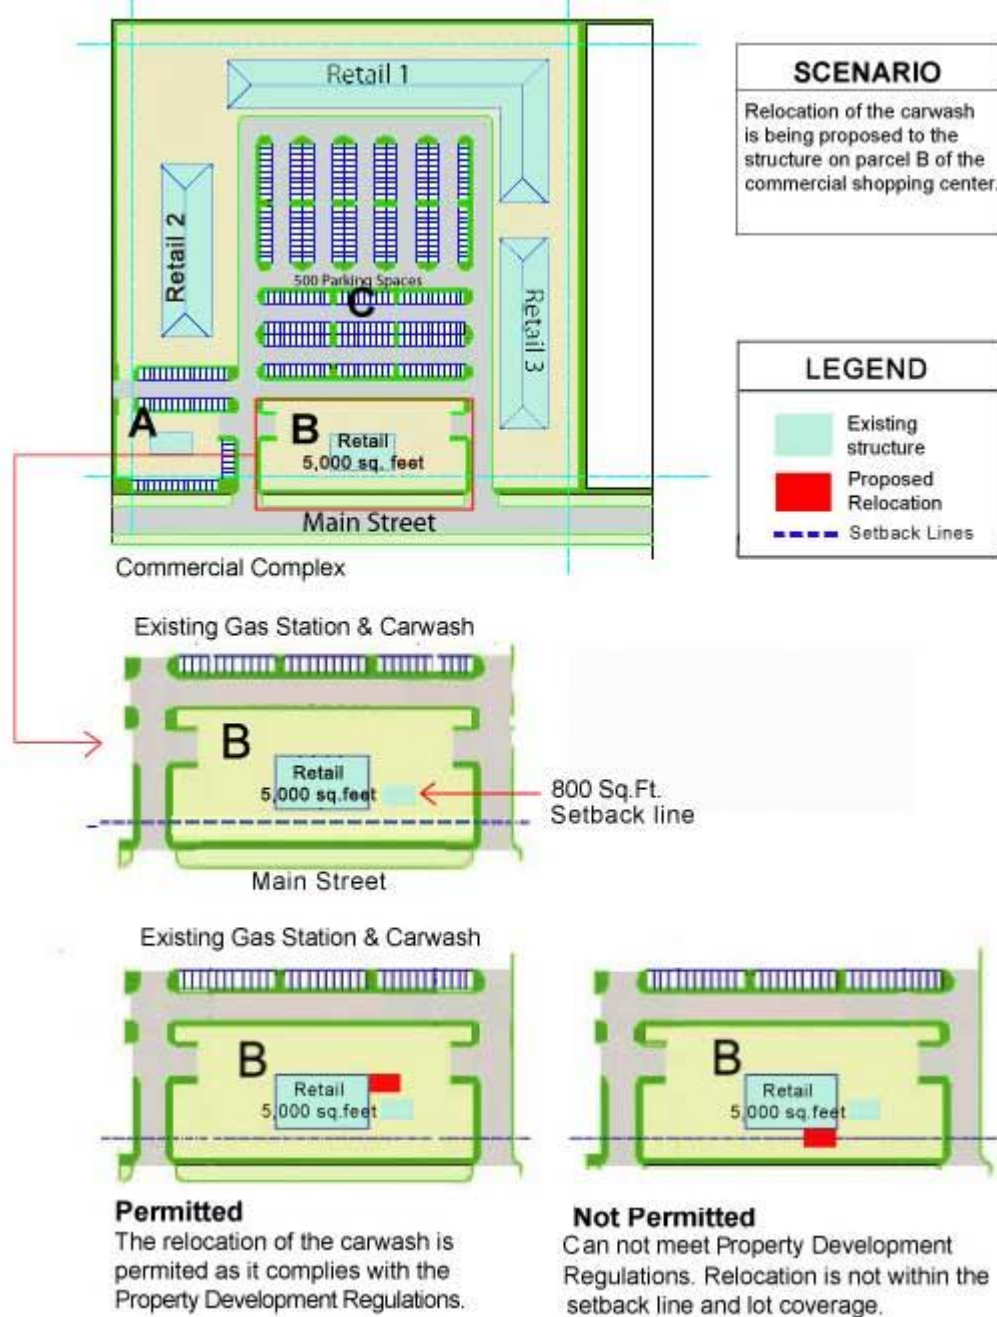 Retail 1
SCENARIO
Relocation of the carwash
is being proposed to the
structure on parcel B of the
commercial shopping center.
Retail 2
500 Parking Spaces
C
Retail 3
LEGEND
Existing
structure
Proposed
Relocation
Setback Lines
A
B
Retail
5,000 sq. feet
Main Street
Commercial Complex
Existing Gas Station & Carwash
B
Retail
5,000 sq.feet
800 Sq.Ft.
Setback line
Main Street
Existing Gas Station & Carwash
B
Retail
5,000 sq.feet
B
Retail
5,000 sq.feet
Permitted
The relocation of the carwash is
permited as it complies with the
Property Development Regulations.
Not Permitted
Can not meet Property Development
Regulations. Relocation is not within the
setback line and lot coverage.